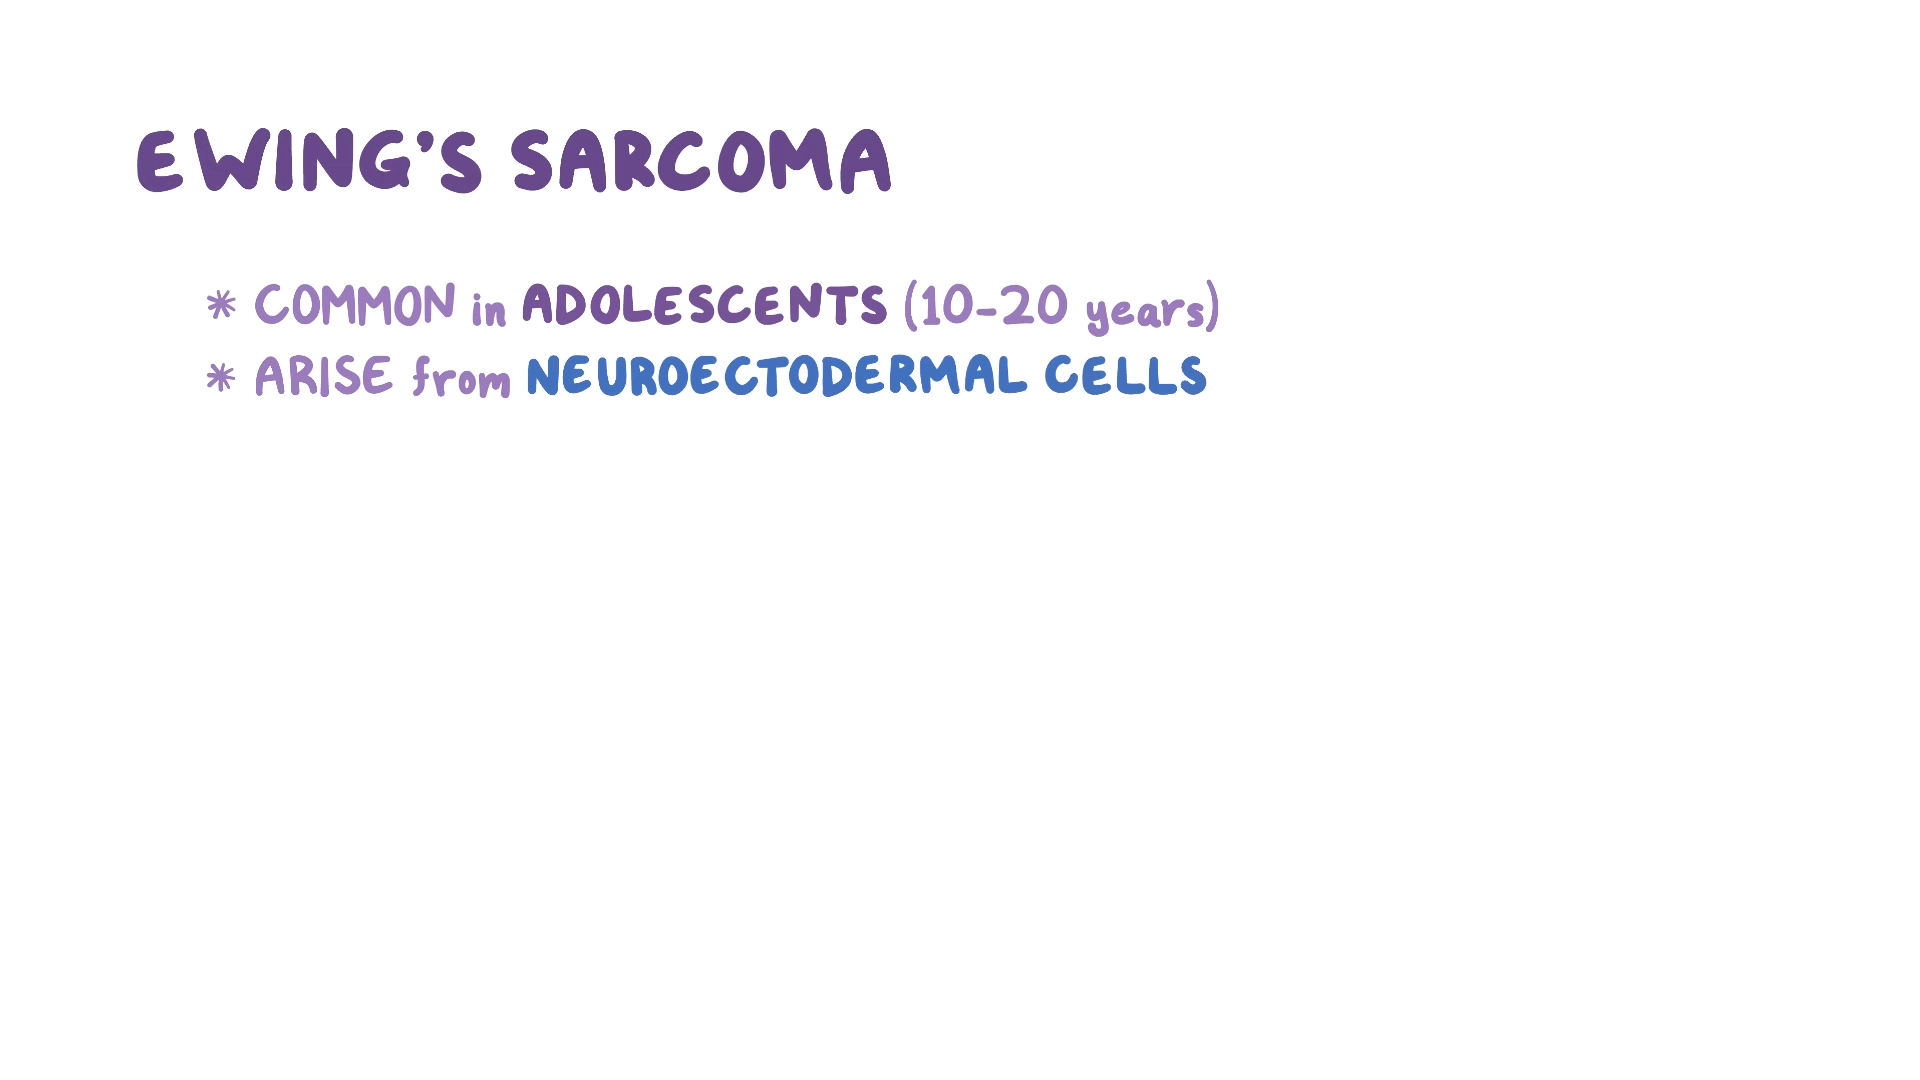 EWING'S SARCOMA
* COMMON in ADOLESCENTS (10-20 years)
* ARISE from NEUROECTODERMAL CELLS